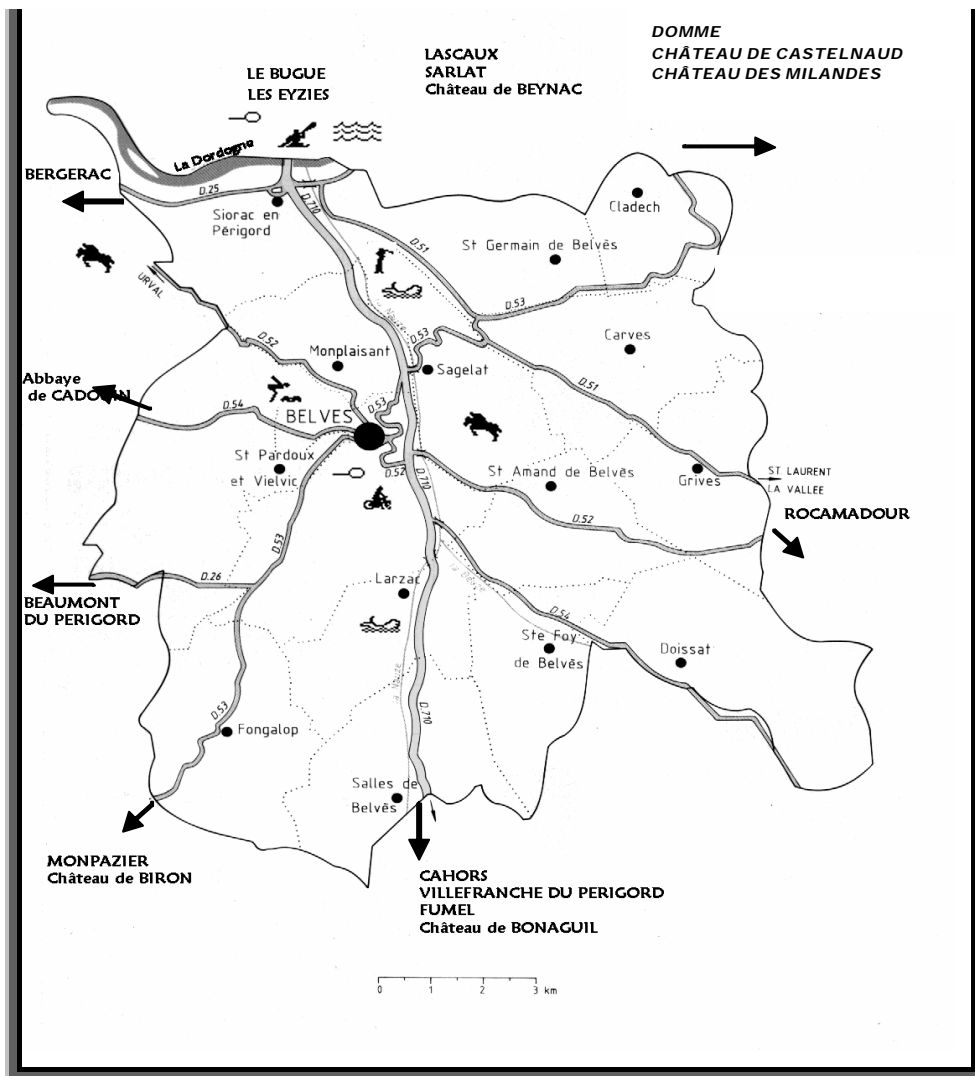 DOMME
CHÂTEAU DE CASTELNAUD
CHÂTEAU DES MILANDES
LASCAUX
SARLAT
Château de BEYNAC
LE BUGUE
LES EYZIES
La Dordogne
BERGERAC
D.25
D.710
Siorac en
Périgord
Cladech
D.51
St Germain de Belvès
URVAL
D.53
D.52
D.53
Carves
Monplaisant
Sagelat
D.51
Abbaye
de CADOUIN
D.54
D.53
BELVES
St Pardoux
et Vielvic
D.52
D.710
St Amand de Belvès
Grives
ST LAURENT
LA VALLEE
ROCAMADOUR
D.52
D.53
D.26
BEAUMONT
DU PERIGORD
Larzac
D.54
Ste Foy
de Belvès
Doissat
la Nauze
D.53
D.710
Fongalop
Salles de
Belvès
MONPAZIER
Château de BIRON
CAHORS
VILLEFRANCHE DU PERIGORD
FUMEL
Château de BONAGUIL
0 1 2 3 km